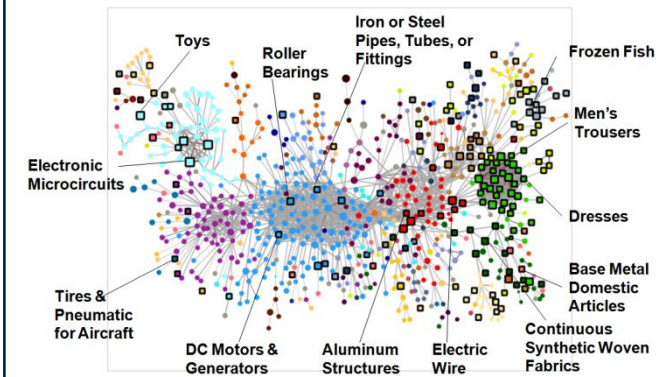 Toys
Roller
Bearings
Iron or Steel
Pipes, Tubes, or
Fittings
Frozen Fish
Men's
Trousers
Electronic
Microcircuits
Dresses
Tires &
Pneumatic
for Aircraft
DC Motors &
Generators
Aluminum
Structures
Electric
Wire
Base Metal
Domestic
Articles
Continuous
Synthetic Woven
Fabrics